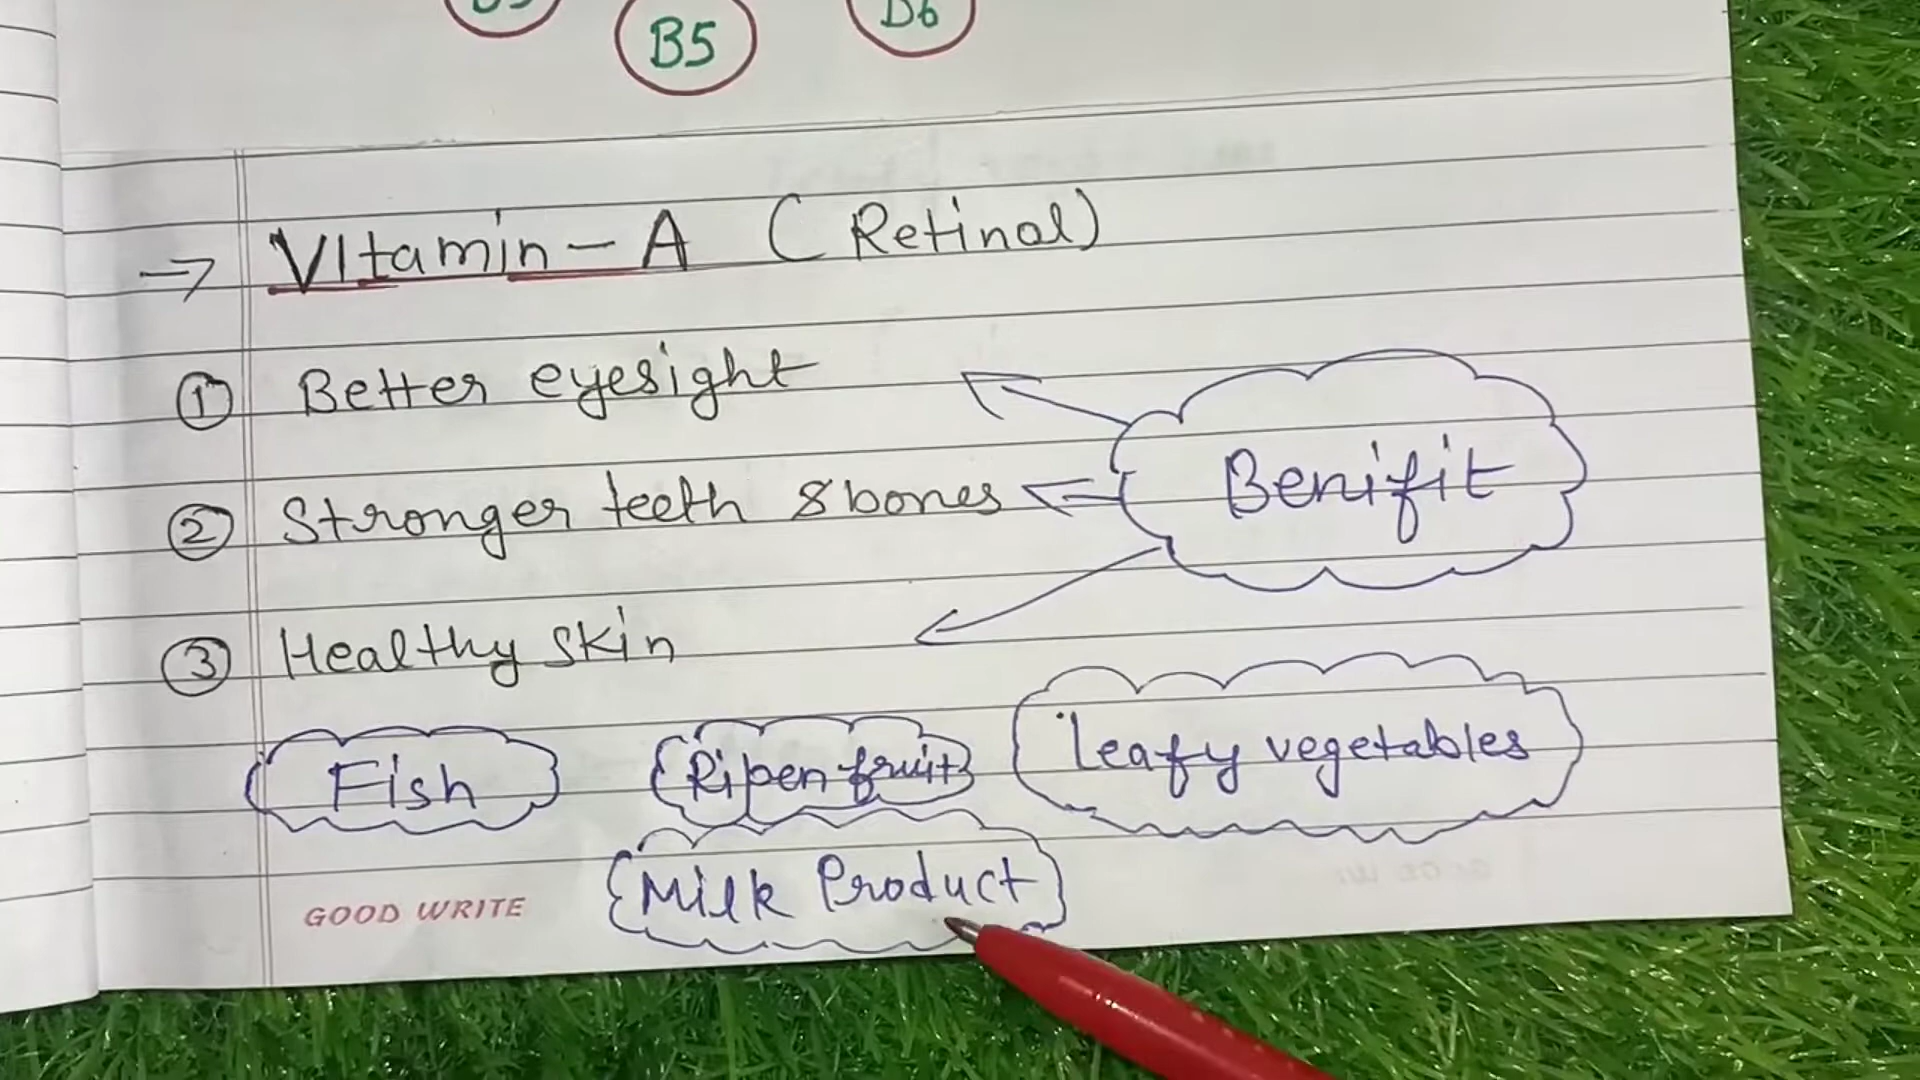 B5
B6
→ Vitamin - A (Retinol)
① Better eyesight
② Stronger teeth & bones
Benifit
③ Healthy skin
Fish
Ripen fruit
leafy vegetables
Milk Product
GOOD WRITE